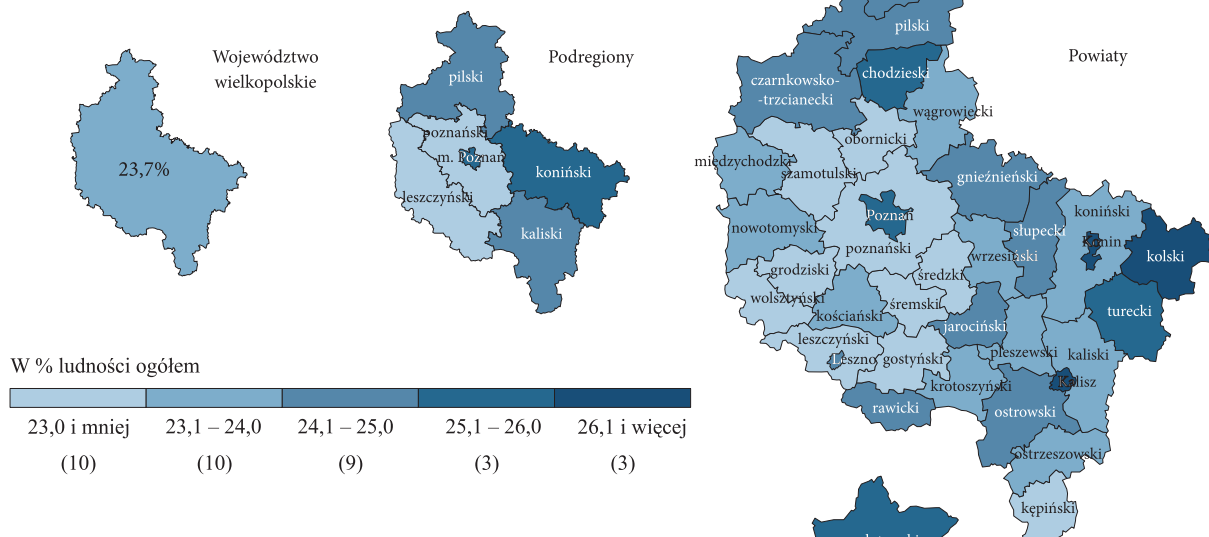 Województwo
wielkopolskie
23,7%
Podregiony
pilski
poznański
m. Poznań
koniński
leszczyński
kaliski
Powiaty
pilski
chodzieski
czarnkowsko-
-trzcianecki
wągrowiecki
obornicki
międzychodzki
szamotulski
gnieźnieński
Poznań
koniński
słupecki
nowotomyski
Konin
poznański
wrzesiński
kolski
grodziski
średzki
wolsztyński
śremski
turecki
kościański
jarociński
leszczyński
pleszewski
kaliski
Leszno
gostyński
krotoszyński
Kalisz
rawicki
ostrowski
ostrzeszowski
kępiński
W % ludności ogółem
23,0 i mniej
23,1 – 24,0
24,1 – 25,0
25,1 – 26,0
26,1 i więcej
(10)
(10)
(9)
(3)
(3)